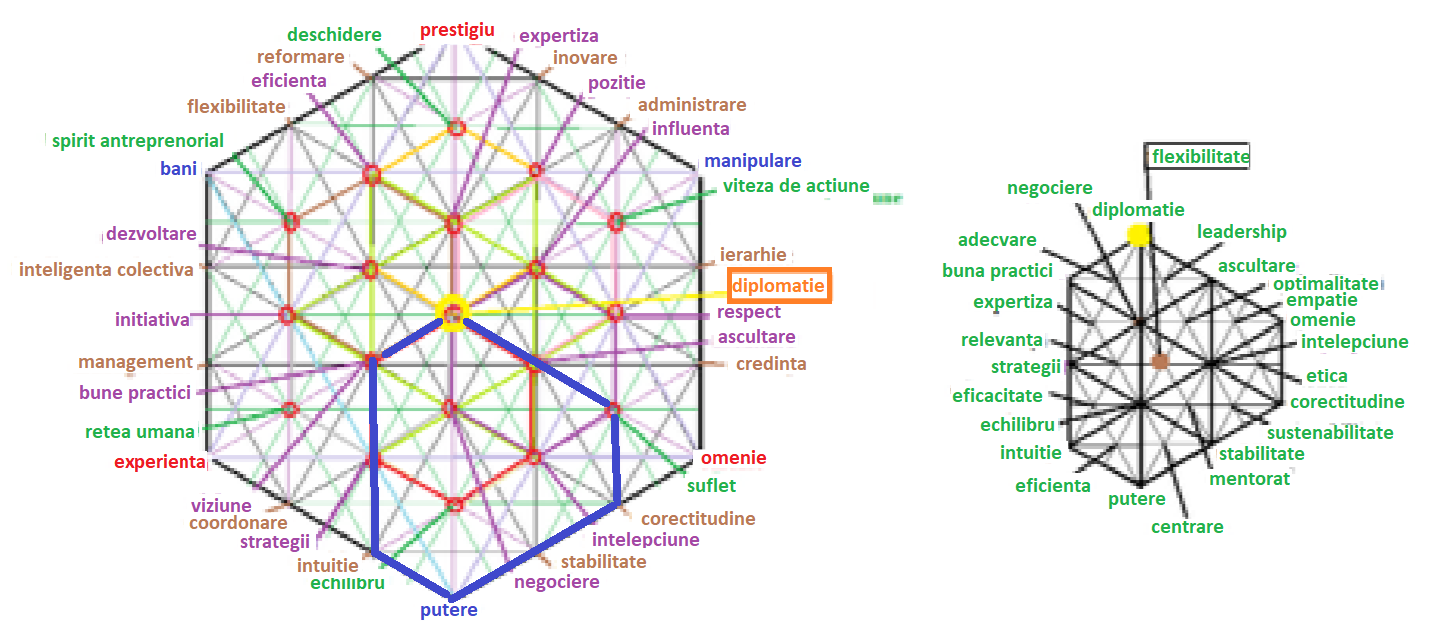 prestigiu
deschidere
expertiza
reformare
inovare
eficienta
pozitie
flexibilitate
administrare
influenta
spirit antreprenorial
bani
manipulare
viteza de actiune
dezvoltare
inteligenta colectiva
ierarhie
diplomatie
initiativa
respect
ascultare
management
credinta
bune practici
retea umana
experienta
omenie
suflet
viziune
coordonare
corectitudine
strategii
intelepciune
intuitie
stabilitate
echilibru
negociere
putere
flexibilitate
negociere
diplomatie
adecvare
leadership
buna practici
ascultare
optimalitate
expertiza
empatie
omenie
relevanta
intelepciune
strategii
etica
eficacitate
corectitudine
echilibru
sustenabilitate
intuitie
stabilitate
eficienta
mentorat
putere
centrare